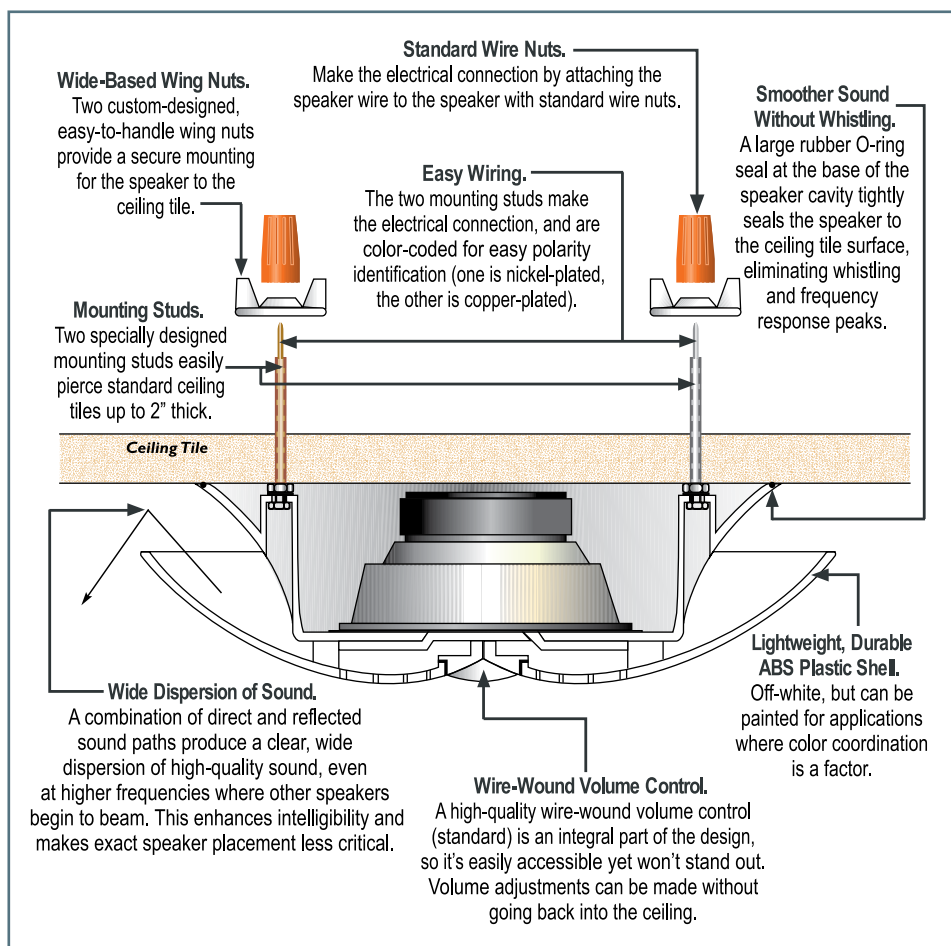 Standard Wire Nuts.
Make the electrical connection by attaching the
speaker wire to the speaker with standard wire nuts.
Wide-Based Wing Nuts.
Two custom-designed,
easy-to-handle wing nuts
provide a secure mounting
for the speaker to the
ceiling tile.
Smoother Sound
Without Whistling.
A large rubber O-ring
seal at the base of the
speaker cavity tightly
seals the speaker to
the ceiling tile surface,
eliminating whistling
and frequency
response peaks.
Easy Wiring.
The two mounting studs make
the electrical connection, and are
color-coded for easy polarity
identification (one is nickel-plated,
the other is copper-plated).
Mounting Studs.
Two specially designed
mounting studs easily
pierce standard ceiling
tiles up to 2” thick.
Ceiling Tile
Wide Dispersion of Sound.
A combination of direct and reflected
sound paths produce a clear, wide
dispersion of high-quality sound, even
at higher frequencies where other speakers
begin to beam. This enhances intelligibility and
makes exact speaker placement less critical.
Lightweight, Durable
ABS Plastic Shell.
Off-white, but can be
painted for applications
where color coordination
is a factor.
Wire-Wound Volume Control.
A high-quality wire-wound volume control
(standard) is an integral part of the design,
so it’s easily accessible yet won’t stand out.
Volume adjustments can be made without
going back into the ceiling.